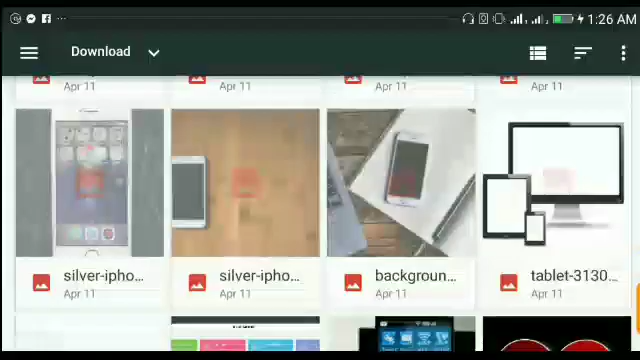 ... 1:26 AM
Download
Apr 11 Apr 11 Apr 11 Apr 11
silver-ipho... silver-ipho... backgroun... tablet-3130...
Apr 11 Apr 11 Apr 11 Apr 11